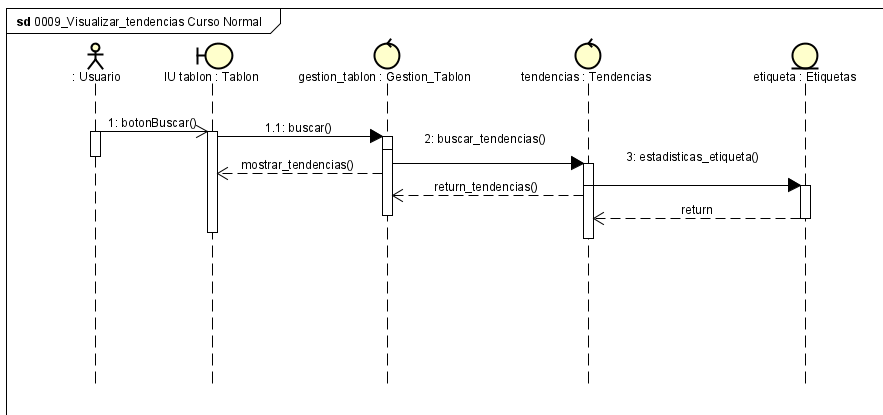 sd 0009_Visualizar_tendencias Curso Normal
: Usuario
IU tablon : Tablon
gestion_tablon : Gestion_Tablon
tendencias : Tendencias
etiqueta : Etiquetas
1: botonBuscar()
1.1: buscar()
2: buscar_tendencias()
3: estadisticas_etiqueta()
mostrar_tendencias()
return_tendencias()
return